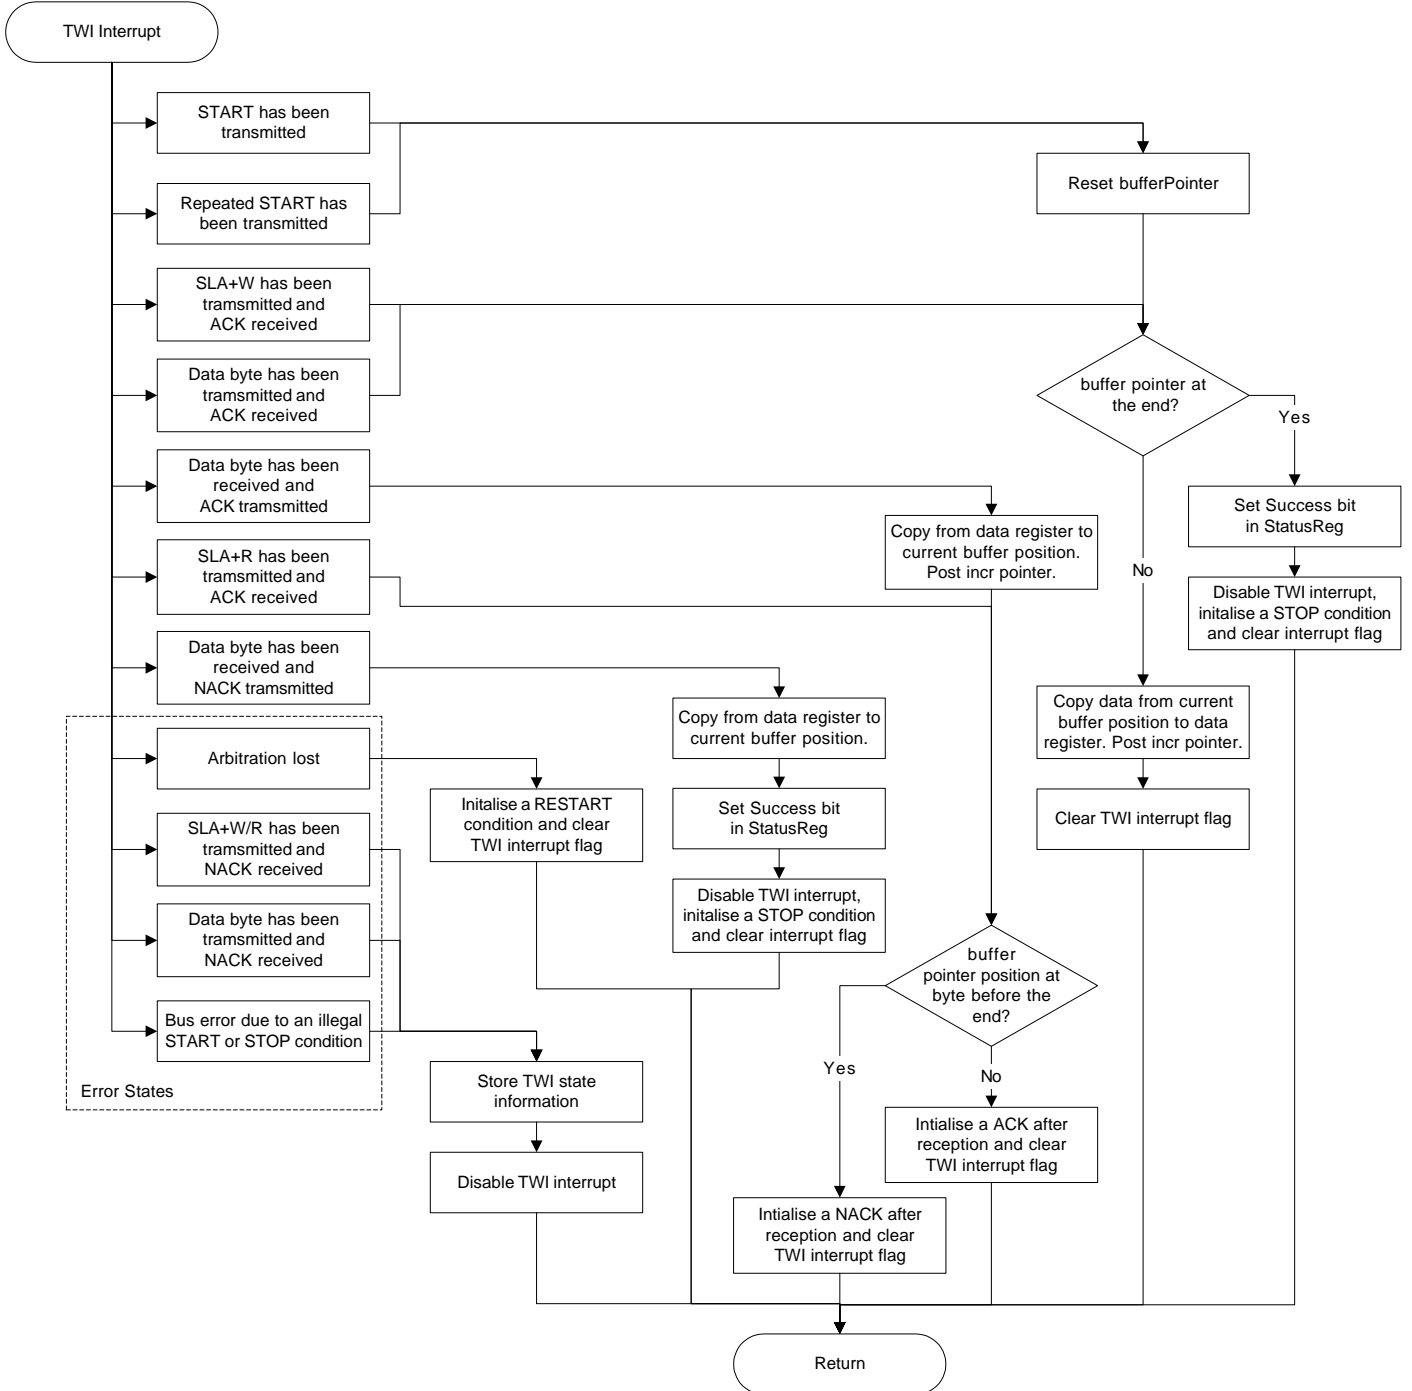 TWI Interrupt
START has been
transmitted
Repeated START has
been transmitted
SLA+W has been
tramsmitted and
ACK received
Data byte has been
tramsmitted and
ACK received
Data byte has been
received and
ACK tramsmitted
SLA+R has been
tramsmitted and
ACK received
Data byte has been
received and
NACK tramsmitted
Arbitration lost
SLA+W/R has been
tramsmitted and
NACK received
Data byte has been
tramsmitted and
NACK received
Bus error due to an illegal
START or STOP condition
Error States
Initalise a RESTART
condition and clear
TWI interrupt flag
Store TWI state
information
Disable TWI interrupt
Copy from data register to
current buffer position.
Set Success bit
in StatusReg
Disable TWI interrupt,
initalise a STOP condition
and clear interrupt flag
Copy from data register to
current buffer position.
Post incr pointer.
buffer
pointer position at
byte before the
end?
Yes
No
Intialise a NACK after
reception and clear
TWI interrupt flag
Intialise a ACK after
reception and clear
TWI interrupt flag
Reset bufferPointer
buffer pointer at
the end?
Yes
No
Set Success bit
in StatusReg
Disable TWI interrupt,
initalise a STOP condition
and clear interrupt flag
Copy data from current
buffer position to data
register. Post incr pointer.
Clear TWI interrupt flag
Return